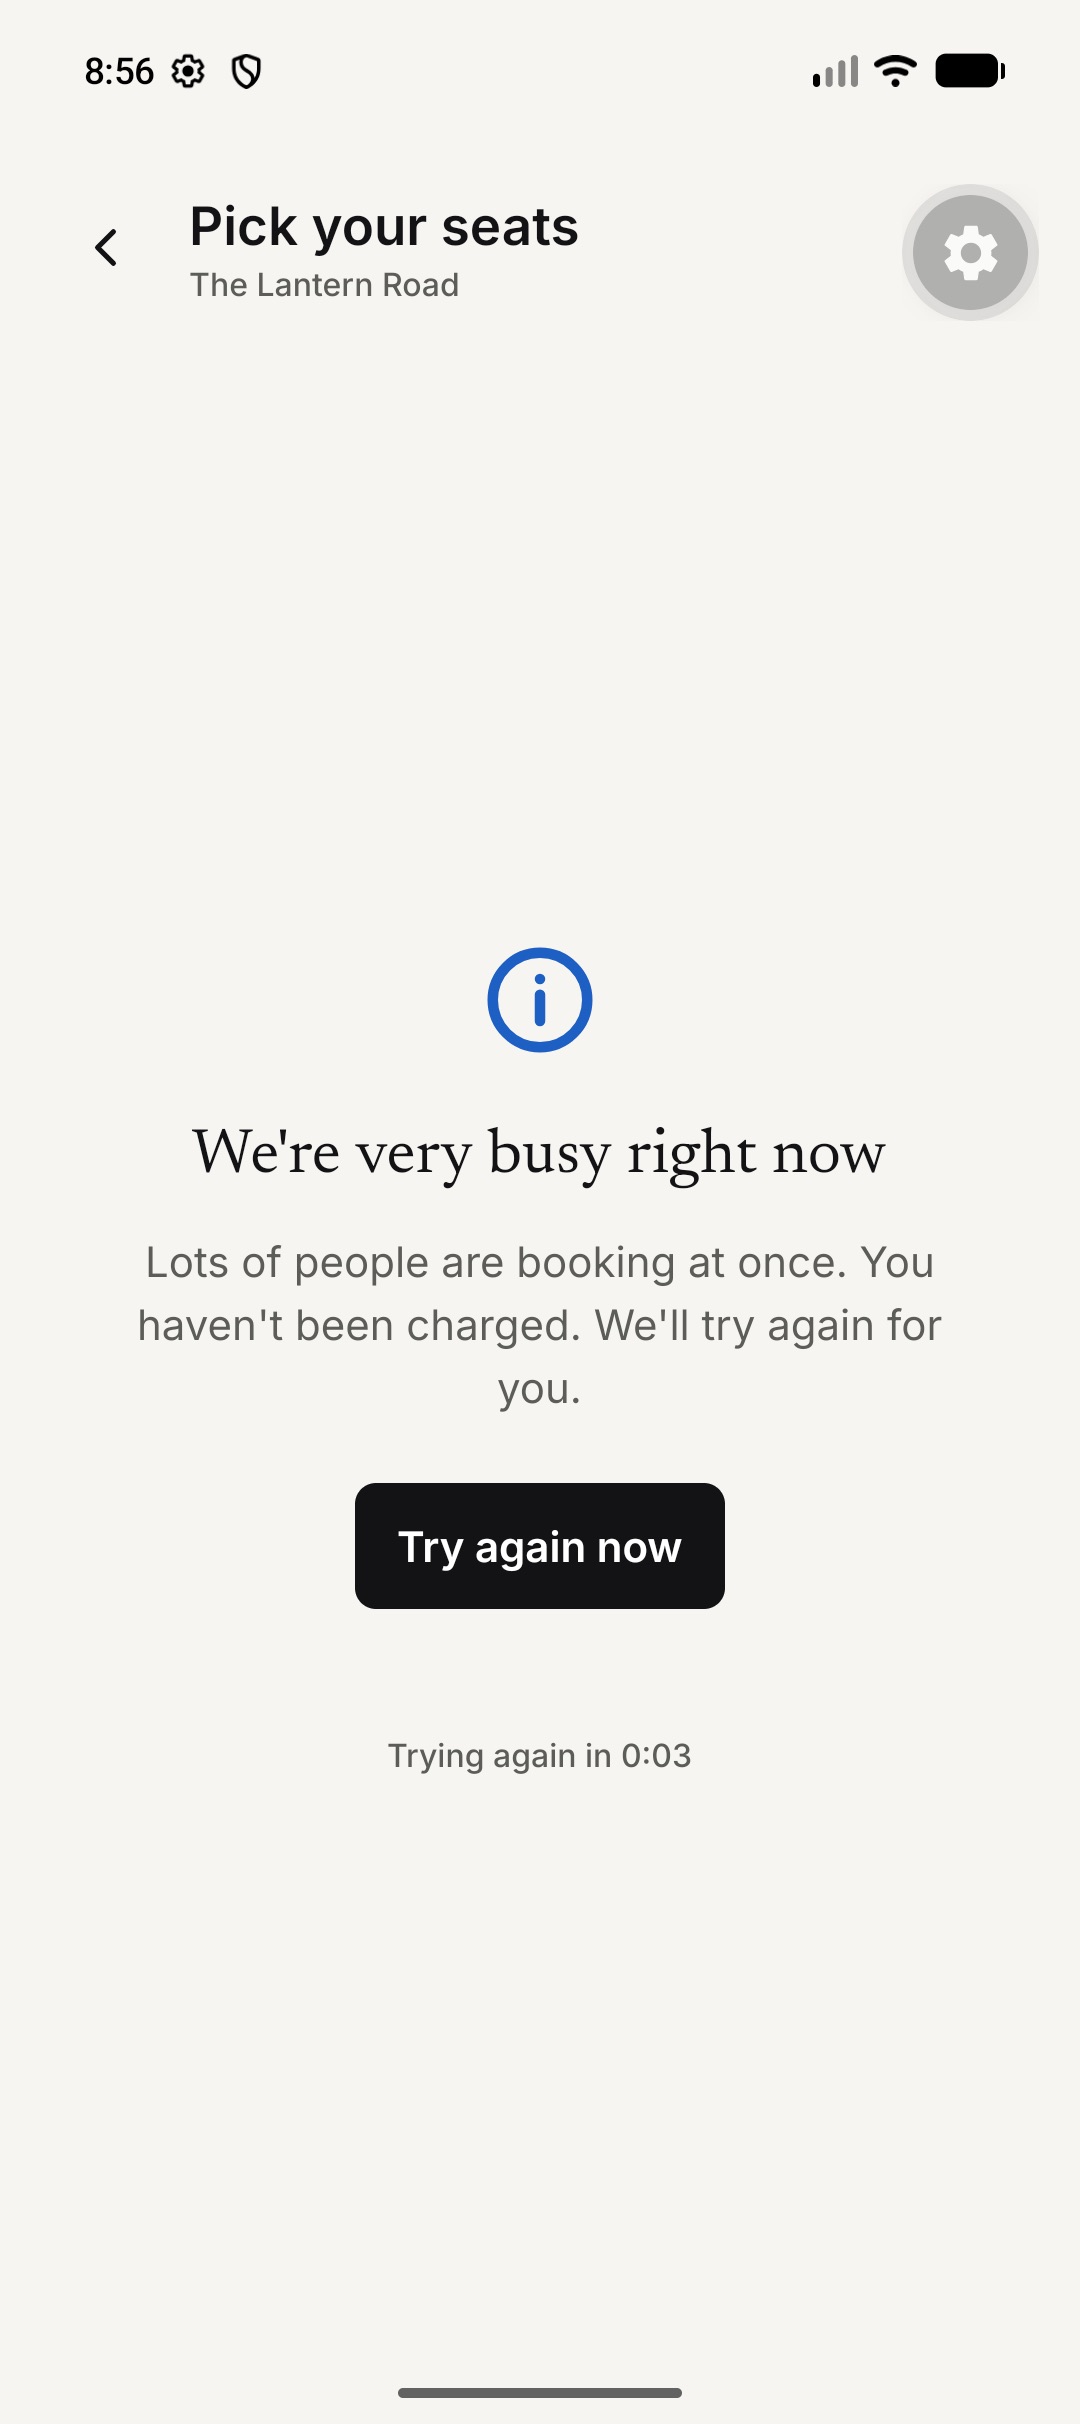 8:56
Pick your seats
The Lantern Road
We're very busy right now
Lots of people are booking at once. You
haven't been charged. We'll try again for
you.
Try again now
Trying again in 0:03